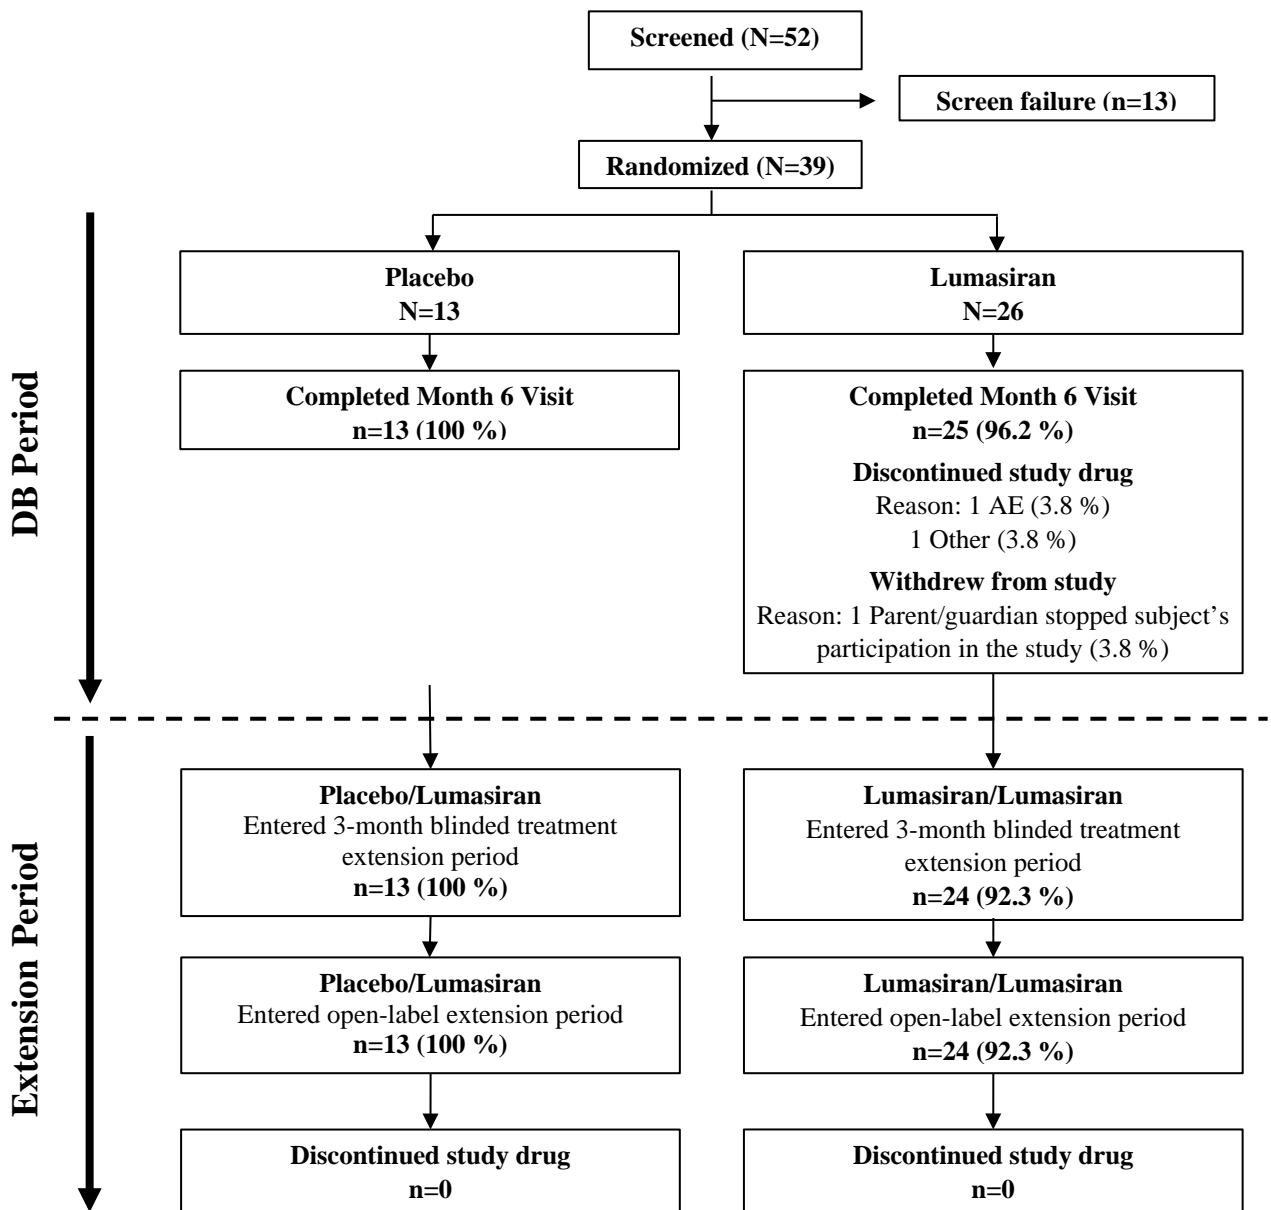 Screened (N=52)
Screen failure (n=13)
Randomized (N=39)
DB Period
Placebo
N=13
Lumasiran
N=26
Completed Month 6 Visit
n=13 (100 %)
Completed Month 6 Visit
n=25 (96.2 %)
Discontinued study drug
Reason: 1 AE (3.8 %)
1 Other (3.8 %)
Withdrew from study
Reason: 1 Parent/guardian stopped subject's
participation in the study (3.8 %)
Extension Period
Placebo/Lumasiran
Entered 3-month blinded treatment
extension period
n=13 (100 %)
Lumasiran/Lumasiran
Entered 3-month blinded treatment
extension period
n=24 (92.3 %)
Placebo/Lumasiran
Entered open-label extension period
n=13 (100 %)
Lumasiran/Lumasiran
Entered open-label extension period
n=24 (92.3 %)
Discontinued study drug
n=0
Discontinued study drug
n=0